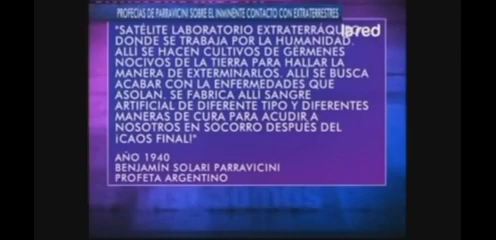 PROFECÍAS DE PARRAVICINI SOBRE EL INMINENTE CONTACTO CON EXTRATERRESTRES
lared
"SATÉLITE LABORATORIO EXTRATERRÁQUEO
DONDE SE TRABAJA POR LA HUMANIDAD.
ALLÍ SE HACEN CULTIVOS DE GÉRMENES
NOCIVOS DE LA TIERRA PARA HALLAR LA
MANERA DE EXTERMINARLOS. ALLÍ SE BUSCA
ACABAR CON LA ENFERMEDADES QUE
ASOLAN. SE FABRICA ALLÍ SANGRE
ARTIFICIAL DE DIFERENTE TIPO Y DIFERENTES
MANERAS DE CURA PARA ACUDIR A
NOSOTROS EN SOCORRO DESPUÉS DEL
¡CAOS FINAL!"
AÑO 1940
BENJAMÍN SOLARI PARRAVICINI
PROFETA ARGENTINO